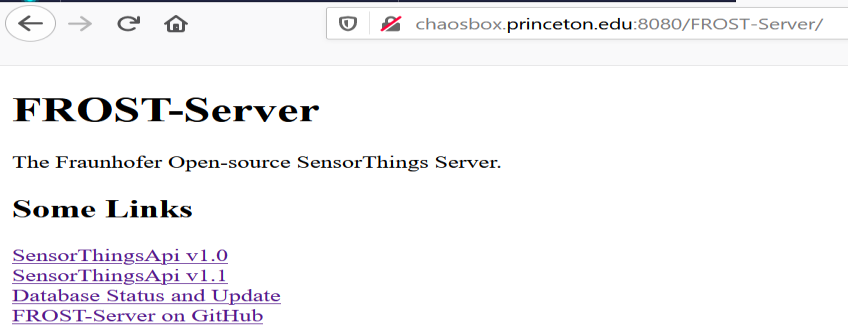 chaosbox.princeton.edu:8080/FROST-Server/
FROST-Server
The Fraunhofer Open-source SensorThings Server.
Some Links
SensorThingsApi v1.0
SensorThingsApi v1.1
Database Status and Update
FROST-Server on GitHub